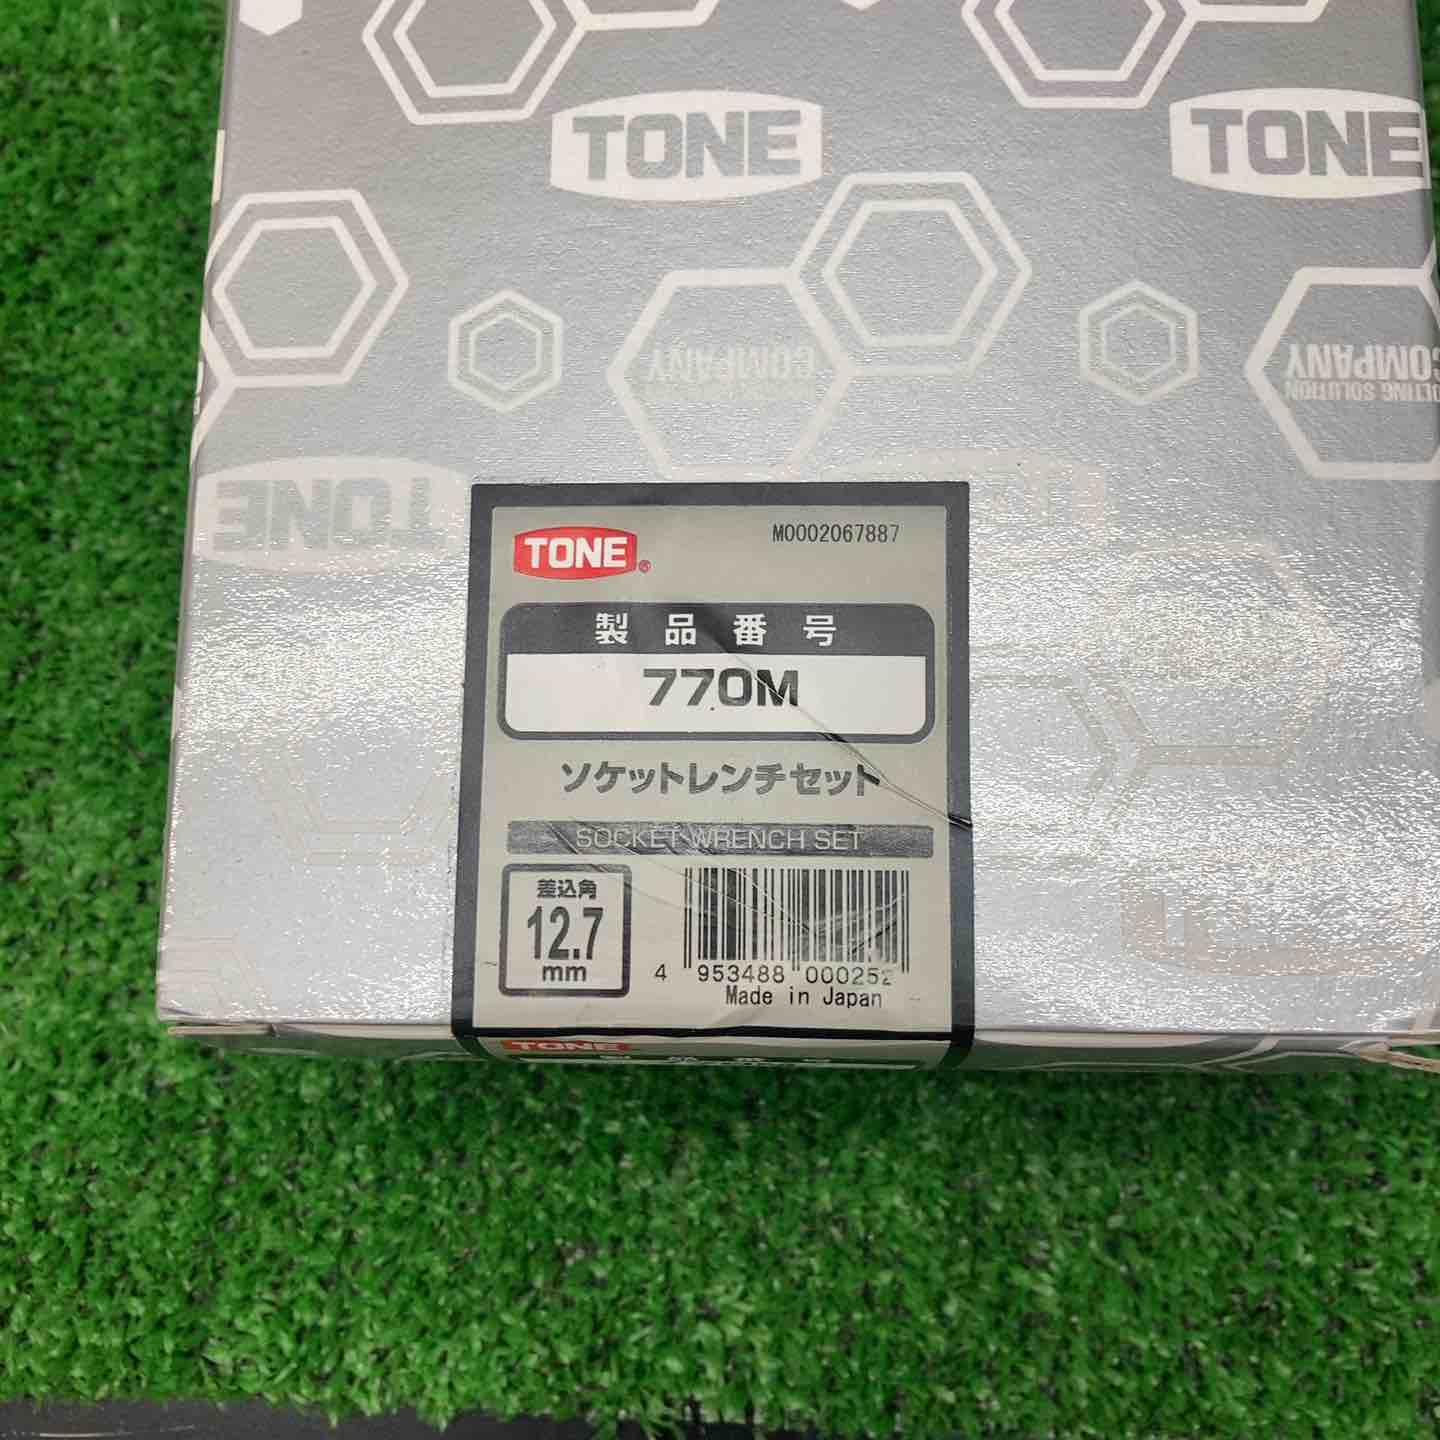 TONE
TONE
COMPANY
OLTING SOLUTION
COMPANY
TONE
TONE®
M0002067887
製品番号
770M
ソケットレンチセット
SOCKET WRENCH SET
差込角
12.7
mm
4 953488 000252
Made in Japan
TONE